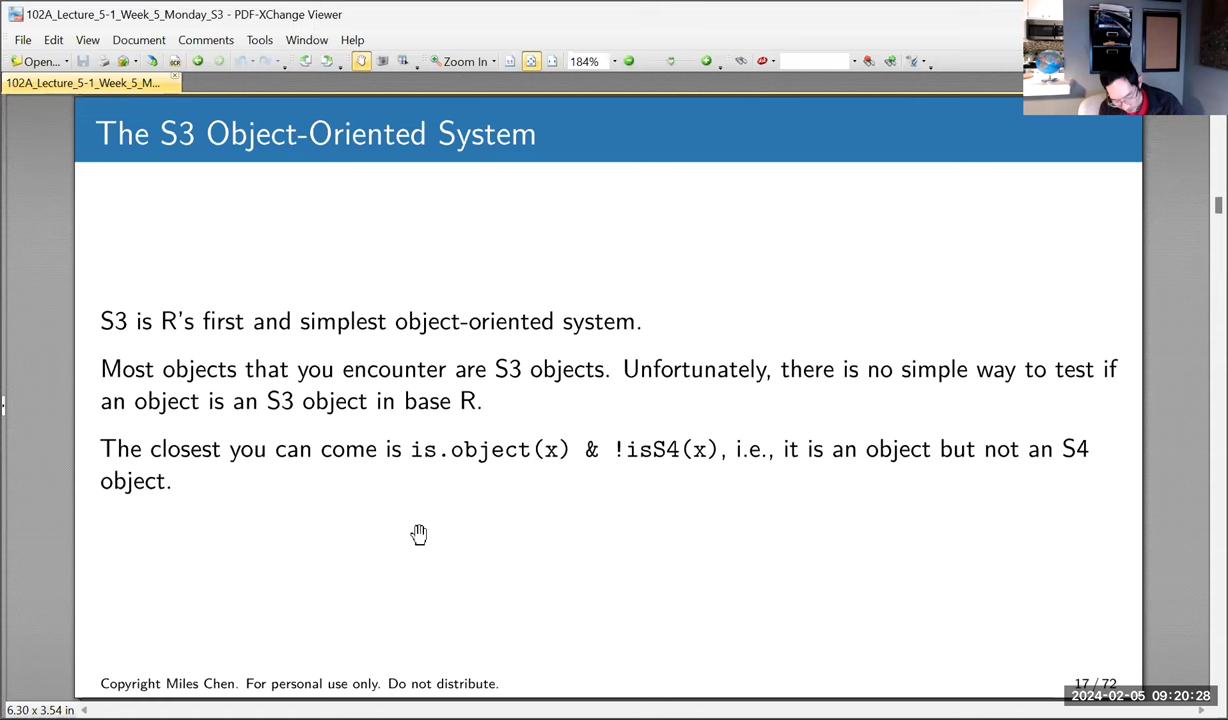 102A_Lecture_5-1_Week_5_Monday_S3 - PDF-XChange Viewer
File Edit View Document Comments Tools Window Help
Open... Zoom In 184%
102A_Lecture_5-1_Week_5_M...
The S3 Object-Oriented System
S3 is R's first and simplest object-oriented system.
Most objects that you encounter are S3 objects. Unfortunately, there is no simple way to test if
an object is an S3 object in base R.
The closest you can come is is.object(x) & !isS4(x), i.e., it is an object but not an S4
object.
Copyright Miles Chen. For personal use only. Do not distribute.
17 / 72
2024-02-05 09:20:28
6.30 x 3.54 in